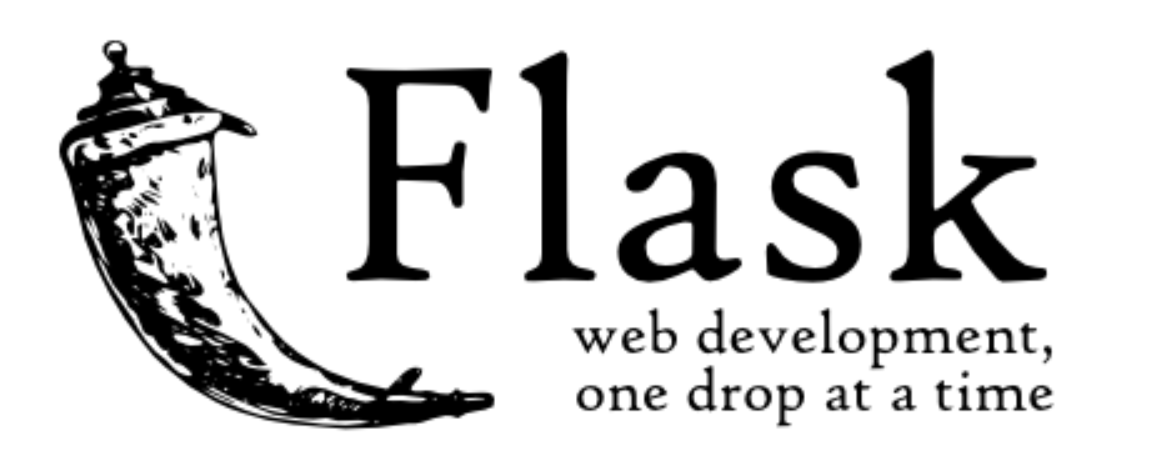 Flask
web development,
one drop at a time